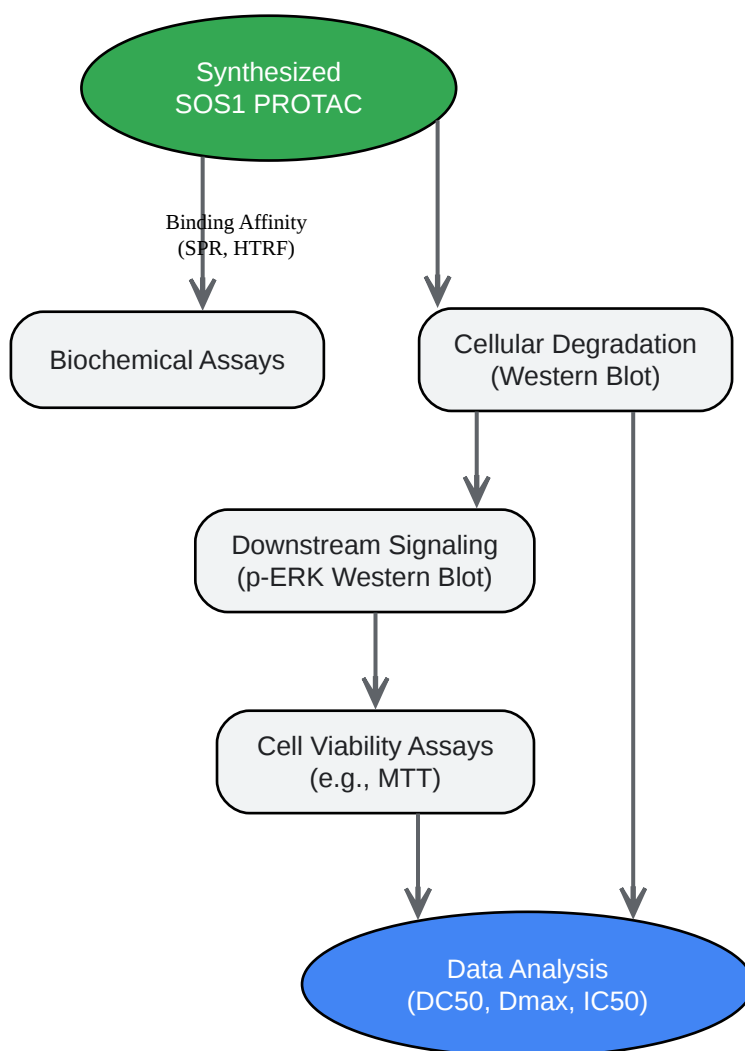 Synthesized
SOS1 PROTAC
Binding Affinity
(SPR, HTRF)
Biochemical Assays
Cellular Degradation
(Western Blot)
Downstream Signaling
(p-ERK Western Blot)
Cell Viability Assays
(e.g., MTT)
Data Analysis
(DC50, Dmax, IC50)